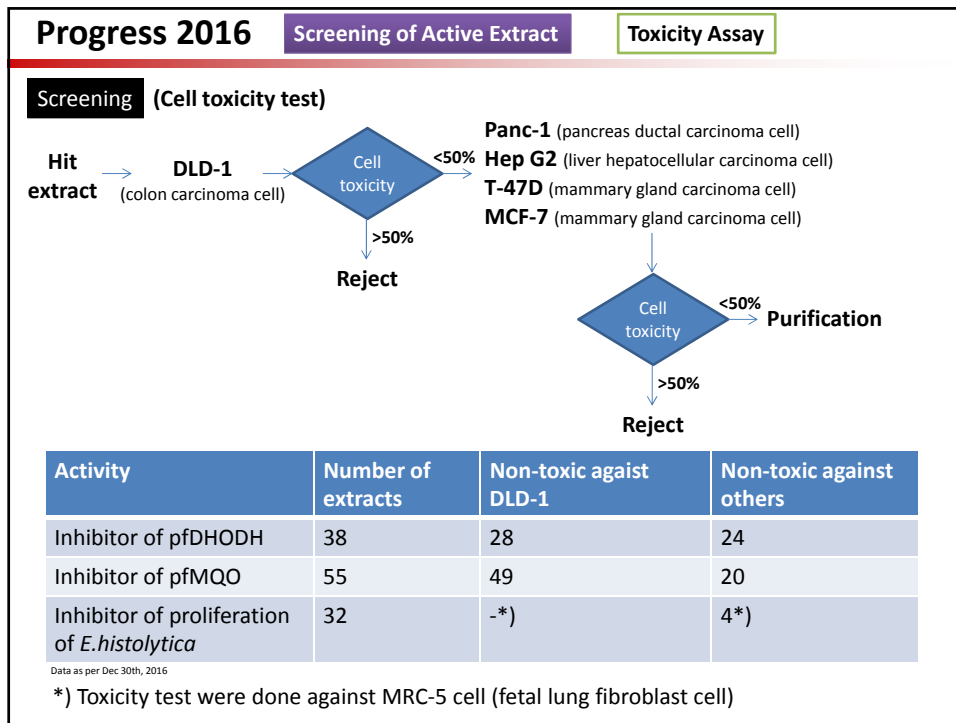 Progress 2016 Screening of Active Extract Toxicity Assay
Screening (Cell toxicity test)
Hit
extract
DLD-1
(colon carcinoma cell)
Cell
toxicity
<50%
>50%
Reject
Panc-1 (pancreas ductal carcinoma cell)
Hep G2 (liver hepatocellular carcinoma cell)
T-47D (mammary gland carcinoma cell)
MCF-7 (mammary gland carcinoma cell)
Cell
toxicity
<50%
Purification
>50%
Reject
Activity Number of extracts Non-toxic agaist DLD-1 Non-toxic against others
Inhibitor of pfDHODH 38 28 24
Inhibitor of pfMQO 55 49 20
Inhibitor of proliferation of E.histolytica 32 -*) 4*)
Data as per Dec 30th, 2016
*) Toxicity test were done against MRC-5 cell (fetal lung fibroblast cell)